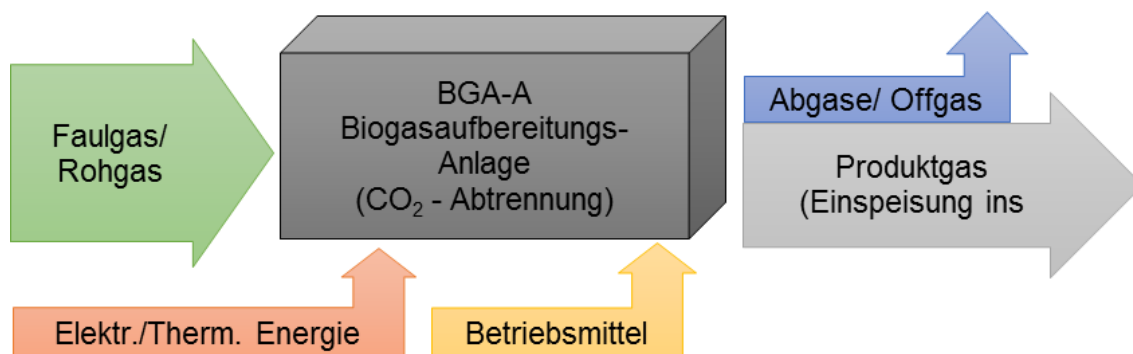 Faulgas/
Rohgas
BGA-A
Biogasaufbereitungs-
Anlage
(CO₂ - Abtrennung)
Abgase/ Offgas
Produktgas
(Einspeisung ins
Elektr./Therm. Energie
Betriebsmittel